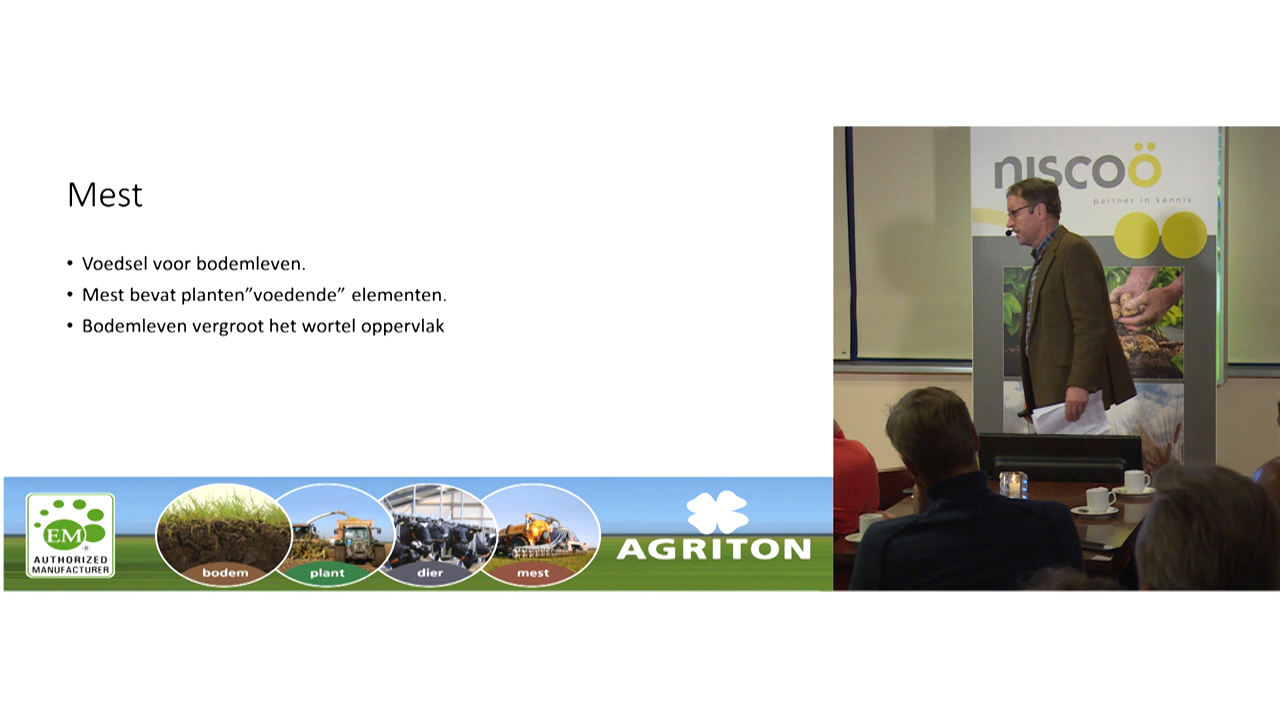 Mest
• Voedsel voor bodemleven.
• Mest bevat planten”voedende” elementen.
• Bodemleven vergroot het wortel oppervlak
EM
®
AUTHORIZED
MANUFACTURER
bodem
plant
dier
mest
AGRITON
nıscoö
partner in kennis